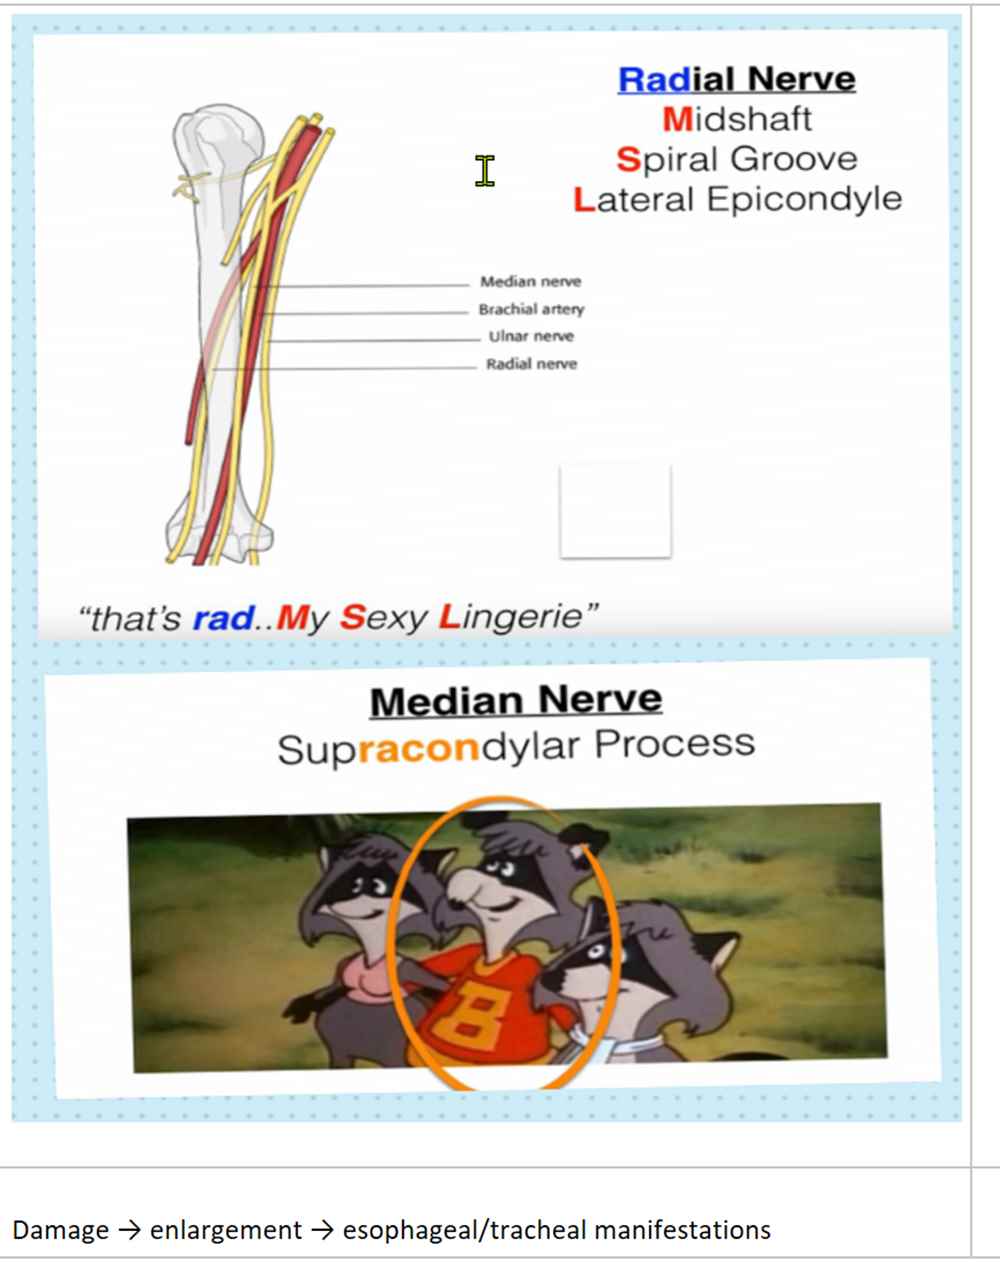 Radial Nerve
Midshaft
Spiral Groove
Lateral Epicondyle
Median nerve
Brachial artery
Ulnar nerve
Radial nerve
“that’s rad..My Sexy Lingerie”
Median Nerve
Supracondylar Process
B
Damage → enlargement → esophageal/tracheal manifestations